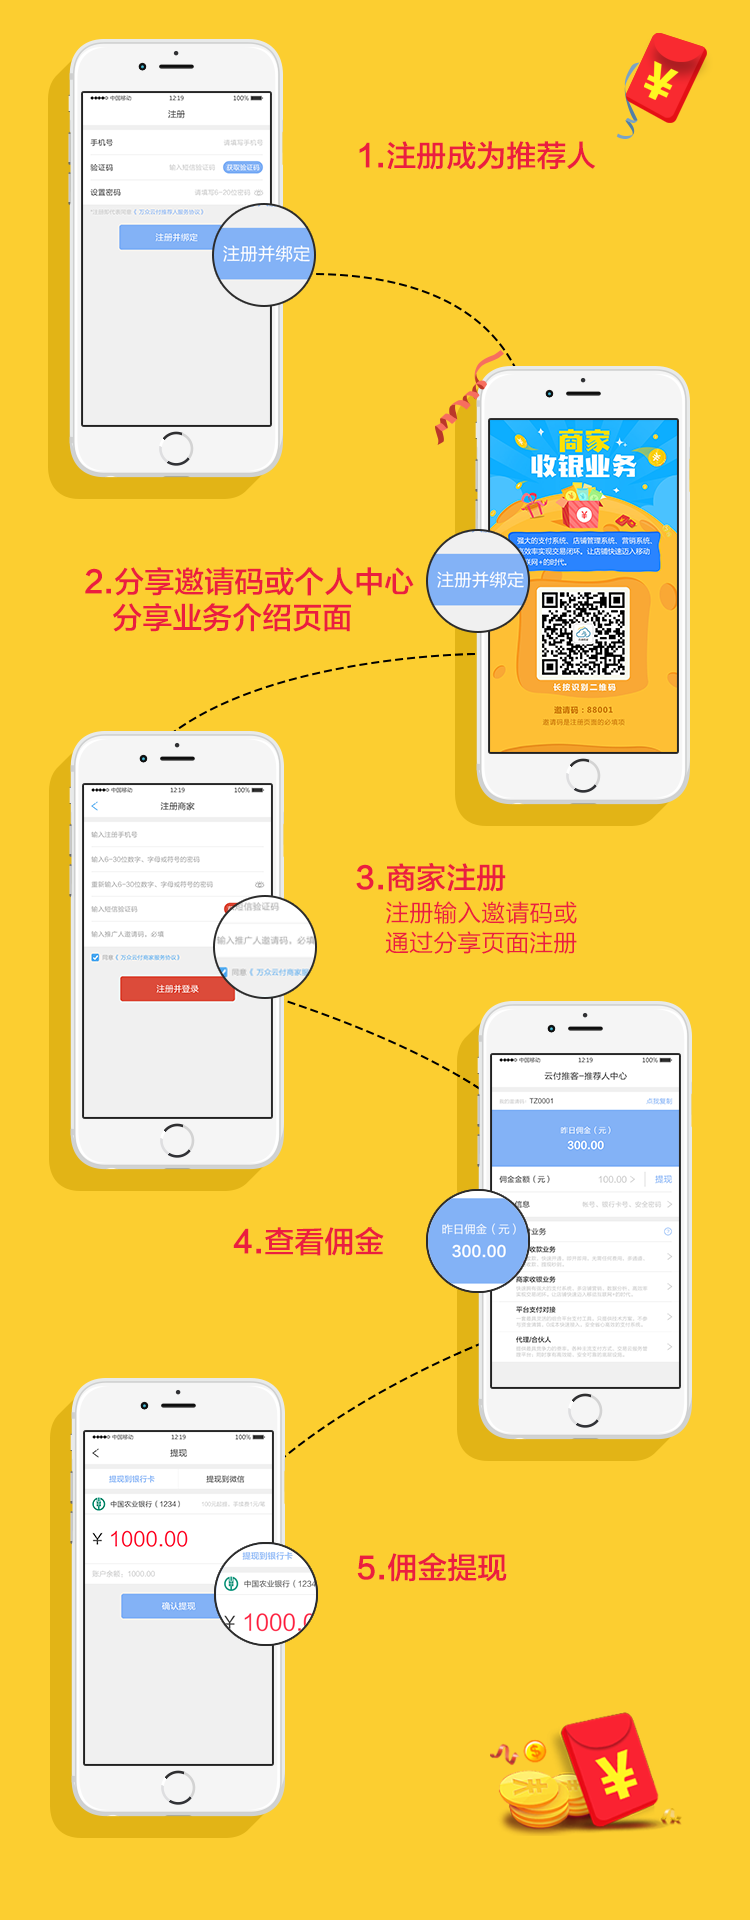 中国移动 12:19 100%
注册
1.注册成为推荐人
手机号 请填写手机号
验证码 输入短信验证码 获取验证码
设置密码 请填写6-20位密码
《万众云付推荐人服务协议》
注册并绑定
注册并绑定
商家
收银业务
强大的支付系统、店铺管理系统、营销系统,
效率实现交易闭环。让店铺快速迈入移动
联网+的时代。
注册并绑定
2.分享邀请码或个人中心
分享业务介绍页面
长按识别二维码
邀请码:88001
邀请码是注册页面的必填项
中国移动 12:19 100%
注册商家
输入注册手机号
输入6-30位数字、字母或符号的密码
重新输入6-30位数字、字母或符号的密码
输入短信验证码
输入推广人邀请码,必填
同意《万众云付商家服务协议》
注册并登录
短信验证码
输入推广人邀请码,必填
同意《万众云付商家服
3.商家注册
注册输入邀请码或
通过分享页面注册
中国移动 12:19 100%
云付推客-推荐人中心
我的邀请码: TZ0001 点我复制
昨日佣金(元)
300.00
佣金金额(元) 100.00 > 提现
信息 帐号、银行卡号、安全密码
业务
收款业务
商家收银业务
平台支付对接
代理/合伙人
昨日佣金(元)
300.00
4.查看佣金
中国移动 12:19 100%
提现
提现到银行卡 提现到微信
中国农业银行(1234)
¥ 1000.00
账户余额:1000.00
确认提现
提现到银行卡
中国农业银行(1234
¥ 1000.0
5.佣金提现
¥